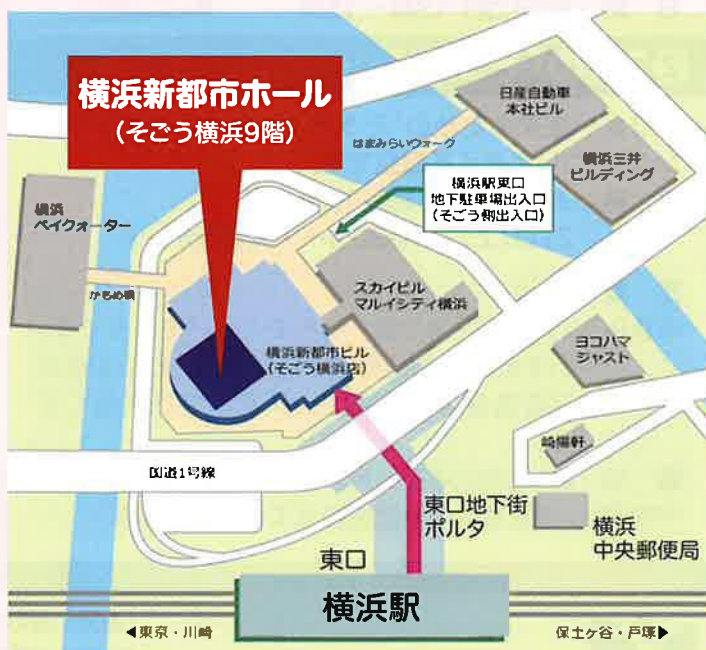 横浜新都市ホール
(そごう横浜9階)
日産自動車
本社ビル
はまみらいウォーク
横浜三井
ビルディング
横浜駅東口
地下駐車場出入口
(そごう側出入口)
横浜
ベイクォーター
かもめ橋
スカイビル
マルイシティ横浜
横浜新都市ビル
(そごう横浜店)
ヨコハマ
ジャスト
崎陽軒
国道1号線
東口地下街
ポルタ
横浜
中央郵便局
東口
横浜駅
◀東京・川崎
保土ヶ谷・戸塚▶